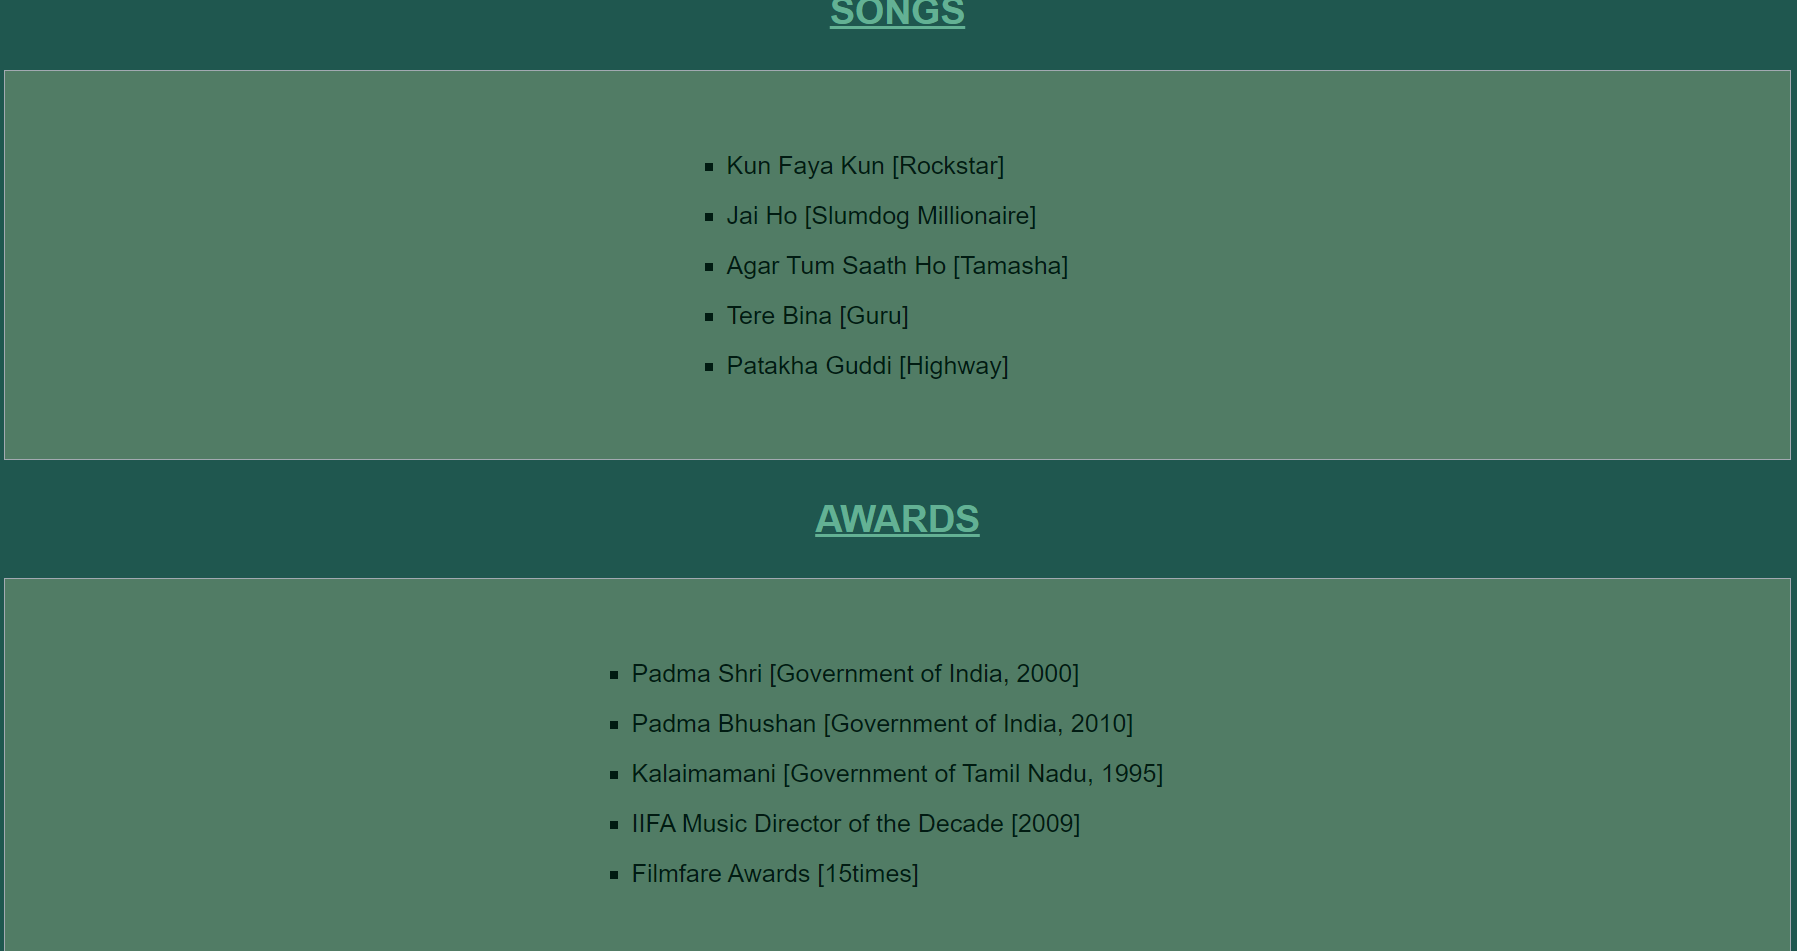 SONGS
Kun Faya Kun [Rockstar]
Jai Ho [Slumdog Millionaire]
Agar Tum Saath Ho [Tamasha]
Tere Bina [Guru]
Patakha Guddi [Highway]
AWARDS
Padma Shri [Government of India, 2000]
Padma Bhushan [Government of India, 2010]
Kalaimamani [Government of Tamil Nadu, 1995]
IIFA Music Director of the Decade [2009]
Filmfare Awards [15times]